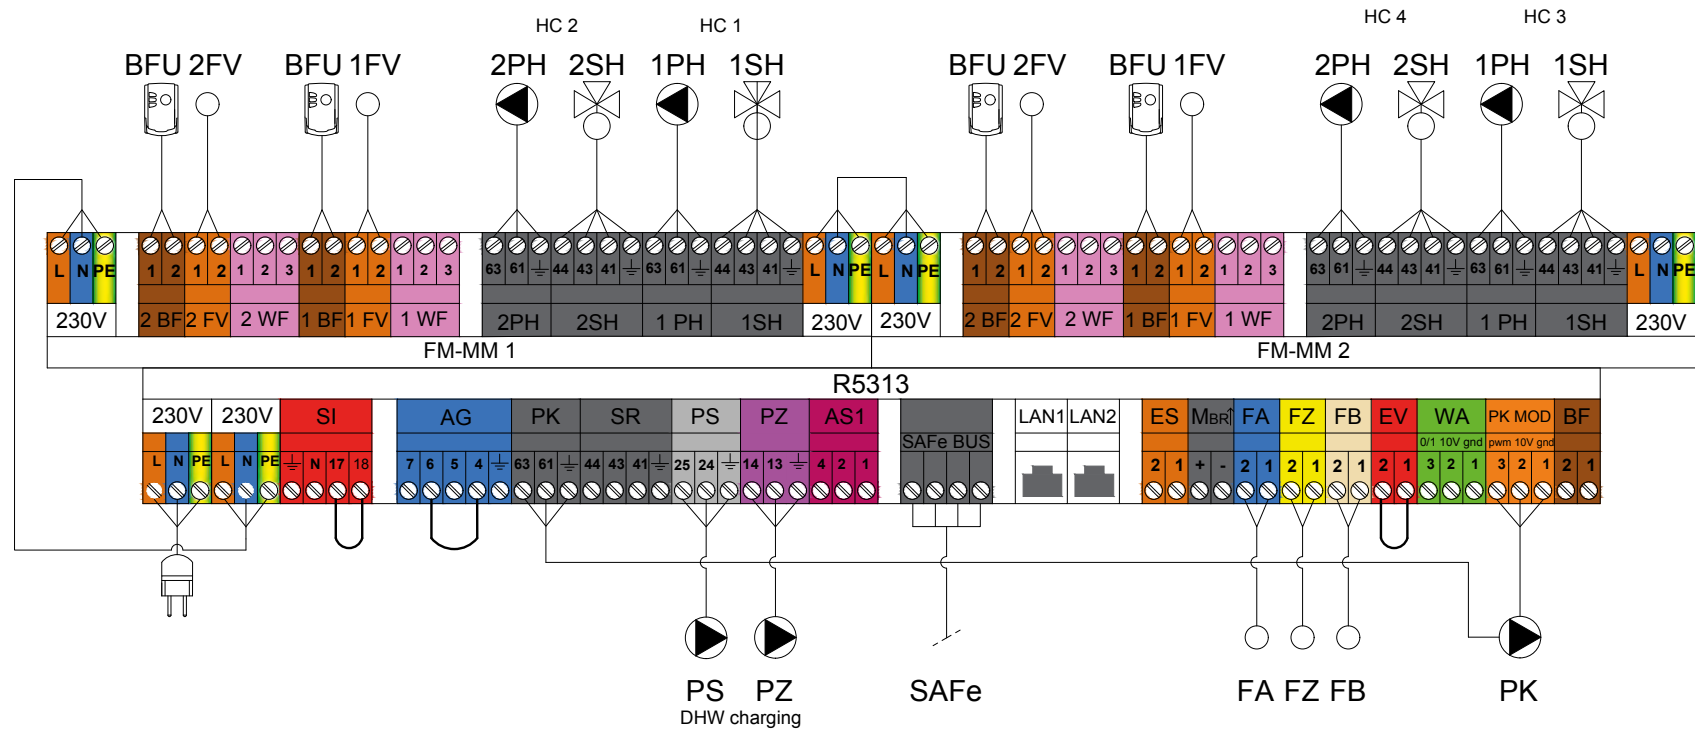 HC 2 HC 1 HC 4 HC 3
BFU 2FV BFU 1FV 2PH 2SH 1PH 1SH BFU 2FV BFU 1FV 2PH 2SH 1PH 1SH
L N PE 1 2 1 2 1 2 3 1 2 1 2 1 2 3 63 61 44 43 41 63 61 44 43 41 L N PE L N PE 1 2 1 2 1 2 3 1 2 1 2 1 2 3 63 61 44 43 41 63 61 44 43 41 L N PE
230V 2 BF 2 FV 2 WF 1 BF 1 FV 1 WF 2PH 2SH 1 PH 1SH 230V 230V 2 BF 2 FV 2 WF 1 BF 1 FV 1 WF 2PH 2SH 1 PH 1SH 230V
FM-MM 1 FM-MM 2
R5313
230V 230V SI AG PK SR PS PZ AS1 LAN1 LAN2 ES MBR↑ FA FZ FB EV WA PK MOD BF
SAFe BUS 0/1 10V gnd pwm 10V gnd
L N PE L N PE N 17 18 7 6 5 4 63 61 44 43 41 25 24 14 13 4 2 1 2 1 + - 2 1 2 1 2 1 2 1 3 2 1 3 2 1 2 1
PS PZ SAFe FA FZ FB PK
DHW charging